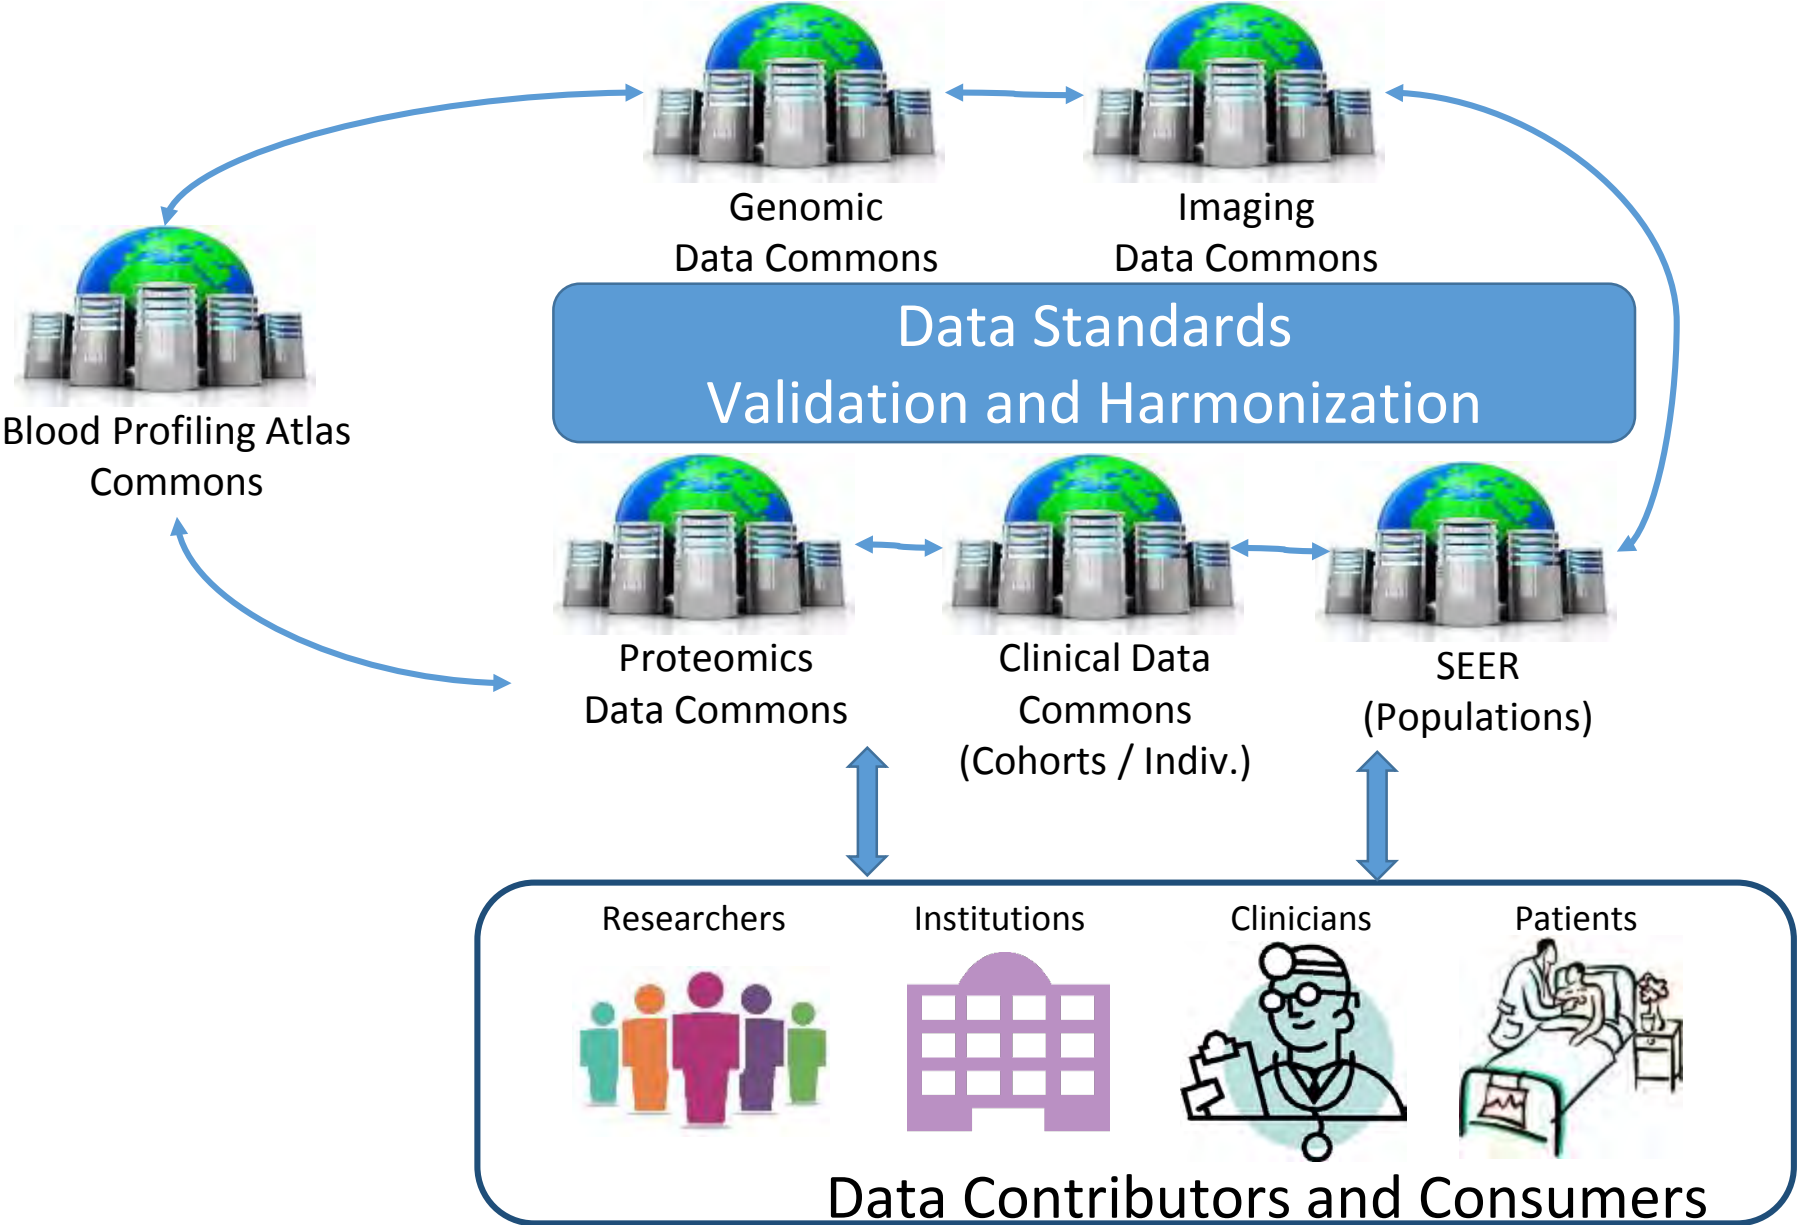 Genomic
Data Commons
Imaging
Data Commons
Data Standards
Validation and Harmonization
Blood Profiling Atlas
Commons
Proteomics
Data Commons
Clinical Data
Commons
(Cohorts / Indiv.)
SEER
(Populations)
Researchers
Institutions
Clinicians
Patients
Data Contributors and Consumers